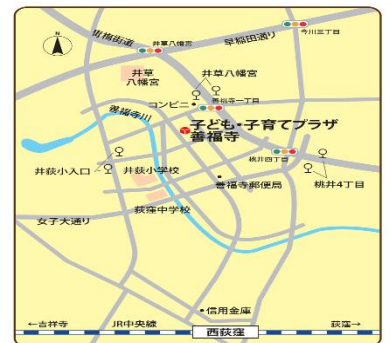 今川三丁目
早稲田通り
街道
井草八幡宮
N
井草
八幡宮
井草八幡宮
コンビニ
善福寺一丁目
善福寺川
子ども・子育てプラザ
善福寺
桃井四丁目
井荻小入口
井荻小学校
善福寺郵便局
桃井4丁目
女子大通り
荻窪中学校
信用金庫
←吉祥寺
JR中央線
西荻窪
荻窪→